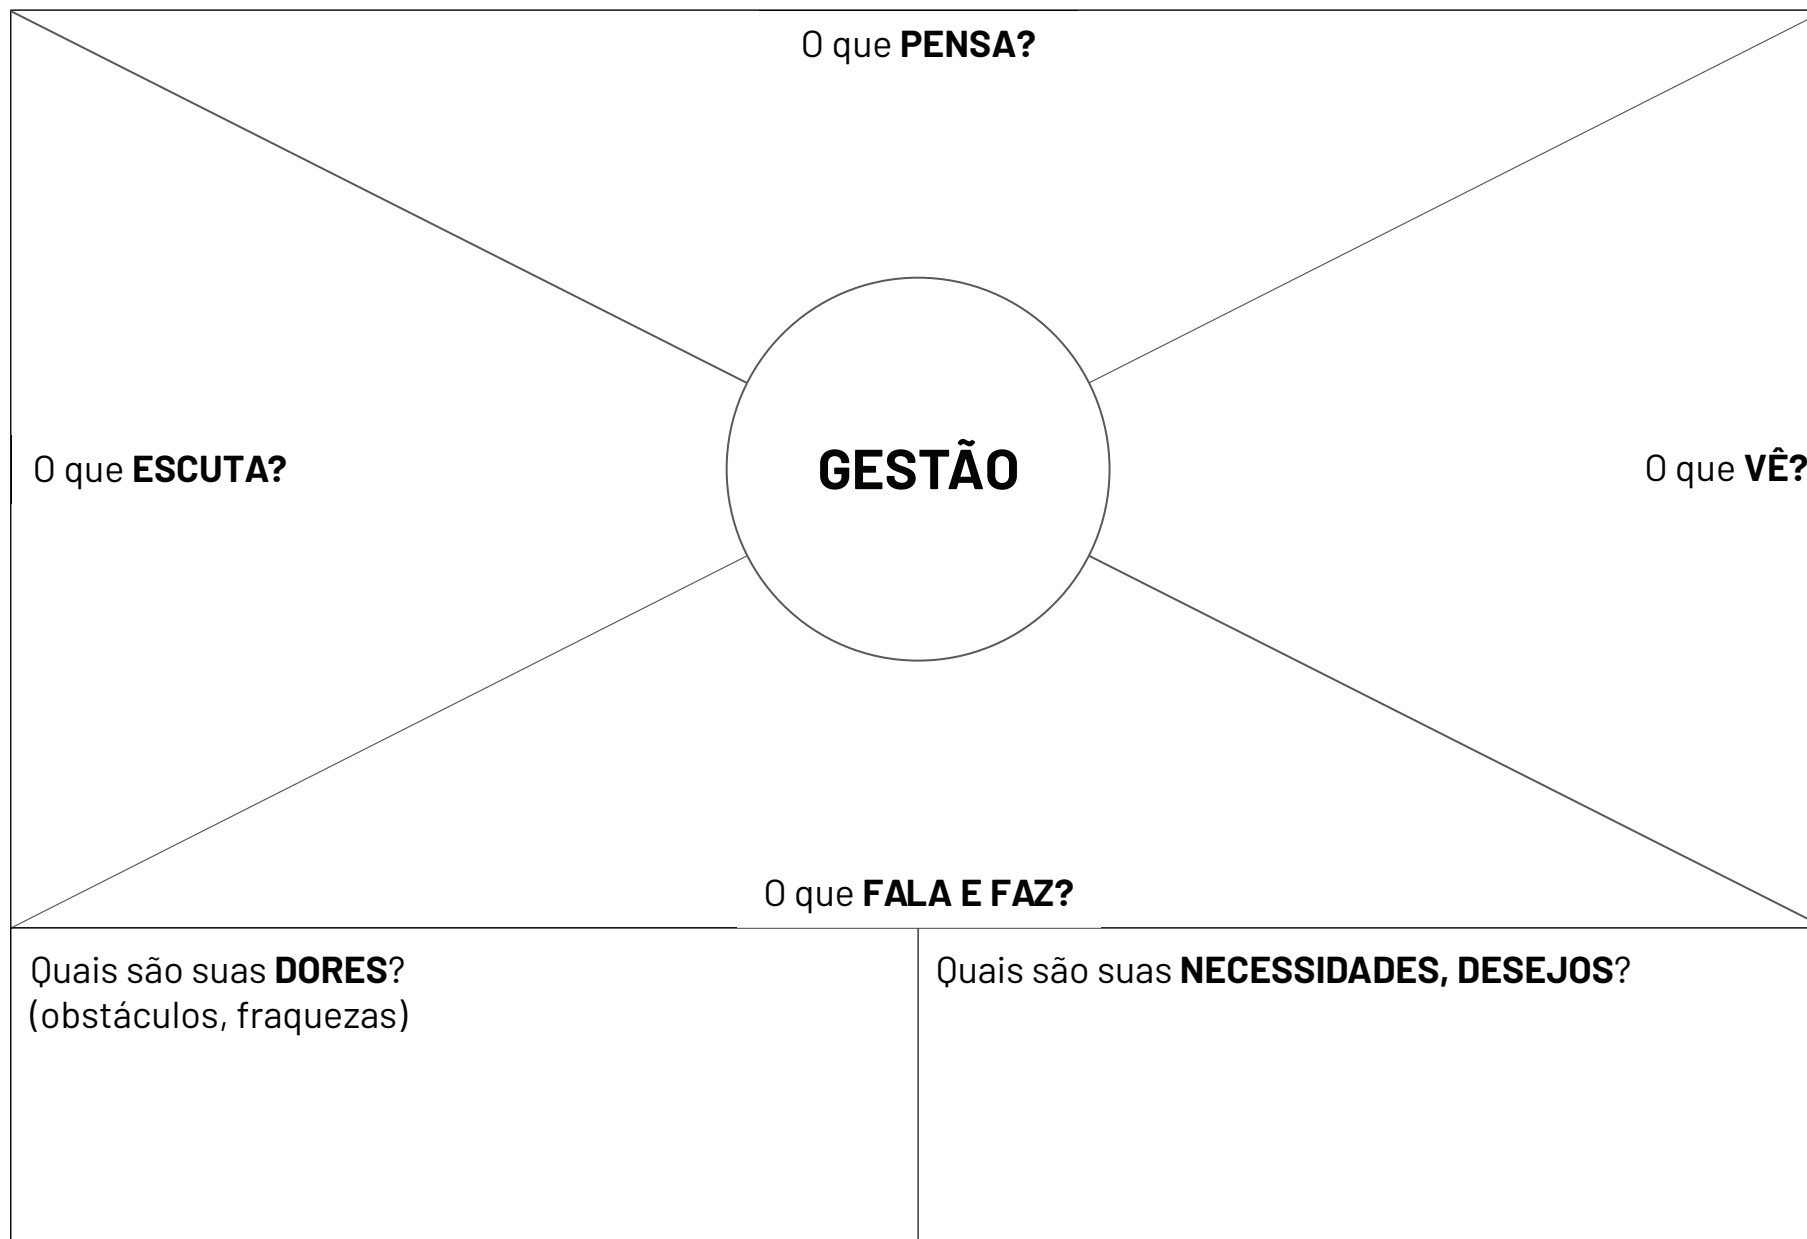 O que PENSA?
O que ESCUTA?
GESTÃO
O que VÊ?
O que FALA E FAZ?
Quais são suas DORES?
(obstáculos, fraquezas)
Quais são suas NECESSIDADES, DESEJOS?